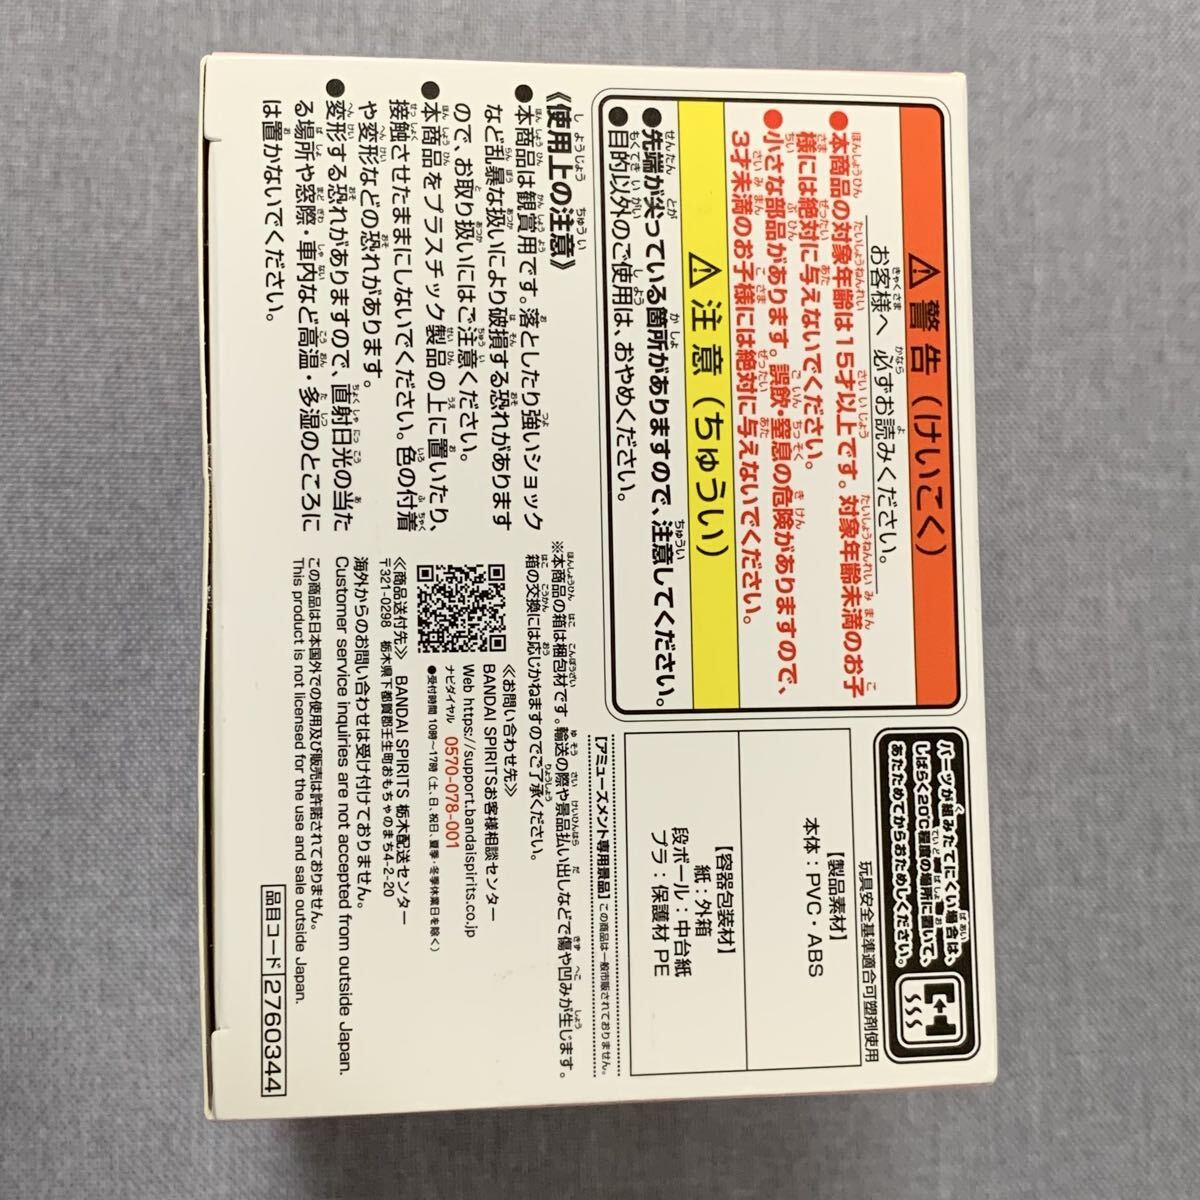 ⚠警告(けいこく)
お客様へ 必ずお読みください。
●本商品の対象年齢は15才以上です。対象年齢未満のお子
様には絶対に与えないでください。
●小さな部品があります。誤飲・窒息の危険がありますので、
3才未満のお子様には絶対に与えないでください。
⚠注意(ちゅうい)
●先端が尖っている箇所がありますので、注意してください。
●目的以外のご使用は、おやめください。
《使用上の注意》
●本商品は観賞用です。落としたり強いショック
など乱暴な扱いにより破損する恐れがあります
ので、お取り扱いにはご注意ください。
●本商品をプラスチック製品の上に置いたり、
接触させたままにしないでください。色の付着
や変形などの恐れがあります。
●変形する恐れがありますので、直射日光の当た
る場所や窓際・車内など高温・多湿のところに
は置かないでください。
パーツが組みたてにくい場合は、
しばらく20℃程度の場所に置いて、
あたためてからおためしください。
玩具安全基準適合可塑剤使用
【製品素材】
本体:PVC・ABS
【容器包装材】
紙:外箱
段ボール:中台紙
プラ:保護材 PE
【アミューズメント専用景品】この商品は一般市販されておりません。
※本商品の箱は梱包材です。輸送の際や景品払い出しなどで傷や凹みが生じます。
箱の交換には応じかねますのでご了承ください。
《お問い合わせ先》
BANDAI SPIRITSお客様相談センター
Web https://support.bandaispirits.co.jp
ナビダイヤル 0570-078-001
●受付時間 10時〜17時(土、日、祝日、夏季・冬季休業日を除く)
《商品送付先》 BANDAI SPIRITS 栃木配送センター
〒321-0298 栃木県下都賀郡壬生町おもちゃのまち4-2-20
海外からのお問い合わせは受け付けておりません。
Customer service inquiries are not accepted from outside Japan.
この商品は日本国外での使用及び販売は許諾されておりません。
This product is not licensed for the use and sale outside Japan.
品目コード 2760344